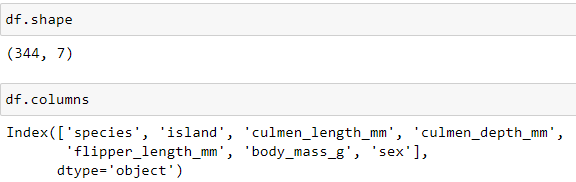 df.shape
(344, 7)
df.columns
Index(['species', 'island', 'culmen_length_mm', 'culmen_depth_mm',
'flipper_length_mm', 'body_mass_g', 'sex'],
dtype='object')